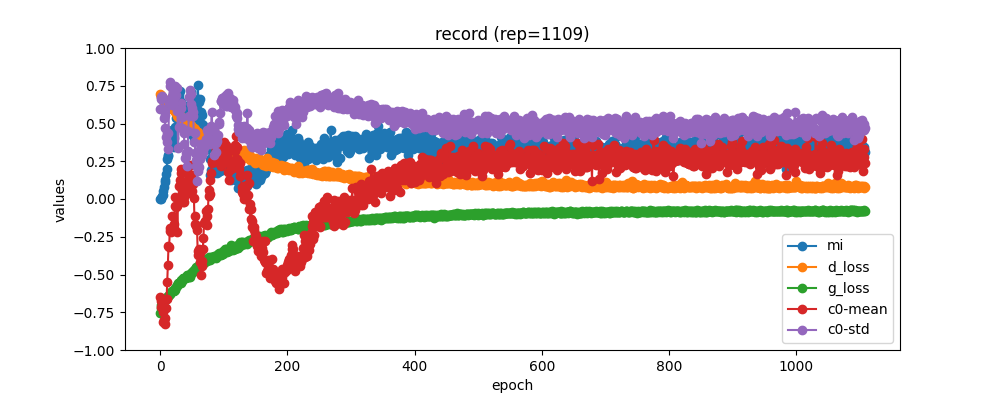 record (rep=1109)
1.00
0.75
0.50
0.25
0.00
−0.25
−0.50
−0.75
−1.00
values
0 200 400 600 800 1000
epoch
mi
d_loss
g_loss
c0-mean
c0-std